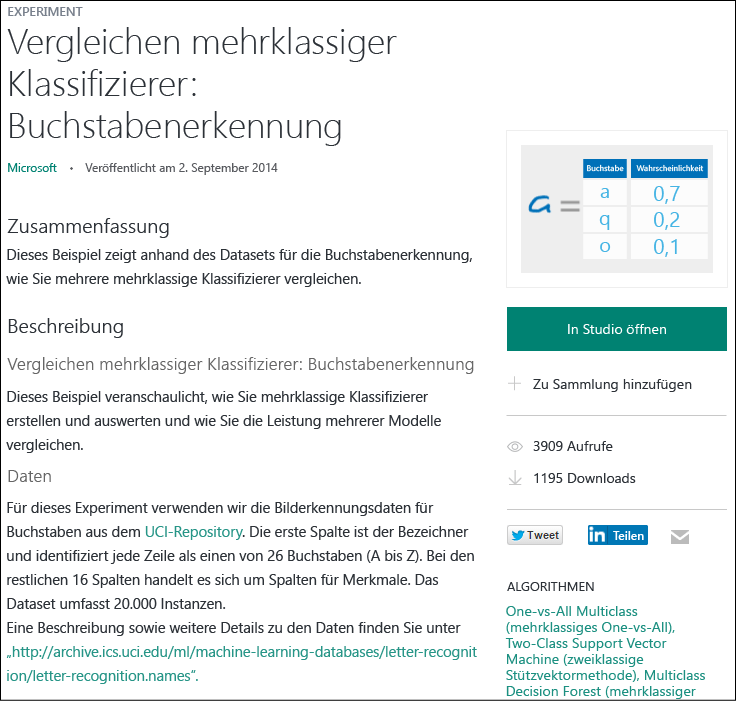 EXPERIMENT
Vergleichen mehrklassiger
Klassifizierer:
Buchstabenerkennung
Microsoft • Veröffentlicht am 2. September 2014
Zusammenfassung
Dieses Beispiel zeigt anhand des Datasets für die Buchstabenerkennung,
wie Sie mehrere mehrklassige Klassifizierer vergleichen.
Beschreibung
Vergleichen mehrklassiger Klassifizierer: Buchstabenerkennung
Dieses Beispiel veranschaulicht, wie Sie mehrklassige Klassifizierer
erstellen und auswerten und wie Sie die Leistung mehrerer Modelle
vergleichen.
Daten
Für dieses Experiment verwenden wir die Bilderkennungsdaten für
Buchstaben aus dem UCI-Repository. Die erste Spalte ist der Bezeichner
und identifiziert jede Zeile als einen von 26 Buchstaben (A bis Z). Bei den
restlichen 16 Spalten handelt es sich um Spalten für Merkmale. Das
Dataset umfasst 20.000 Instanzen.
Eine Beschreibung sowie weitere Details zu den Daten finden Sie unter
„http://archive.ics.uci.edu/ml/machine-learning-databases/letter-recognit
ion/letter-recognition.names“.
Buchstabe Wahrscheinlichkeit
a = a 0,7
q 0,2
o 0,1
In Studio öffnen
Zu Sammlung hinzufügen
3909 Aufrufe
1195 Downloads
Tweet in Teilen
ALGORITHMEN
One-vs-All Multiclass
(mehrklassiges One-vs-All),
Two-Class Support Vector
Machine (zweiklassige
Stützvektormethode), Multiclass
Decision Forest (mehrklassiger